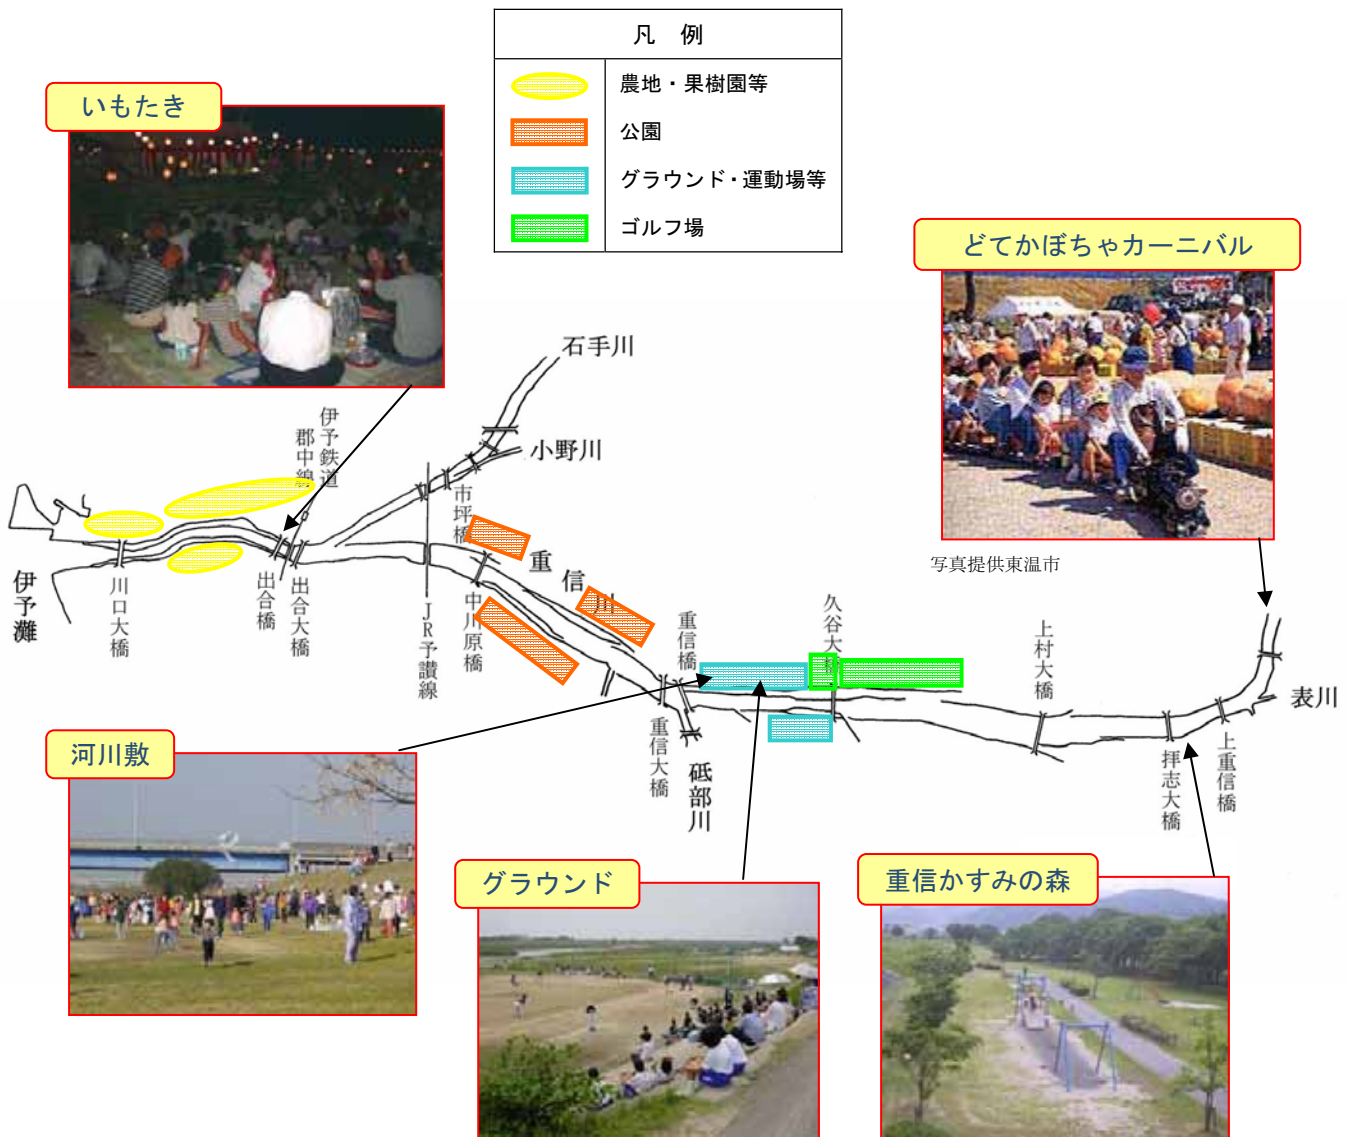 凡 例
農地・果樹園等
公園
グラウンド・運動場等
ゴルフ場
いもたき
どてかぼちゃカーニバル
写真提供東温市
石手川
小野川
伊予鉄道
郡中線
市坪橋
重信川
伊予灘
川口大橋
出合橋
出合大橋
JR予讃線
中川原橋
重信橋
重信大橋
砥部川
久谷大橋
上村大橋
拝志大橋
上重信橋
表川
河川敷
グラウンド
重信かすみの森